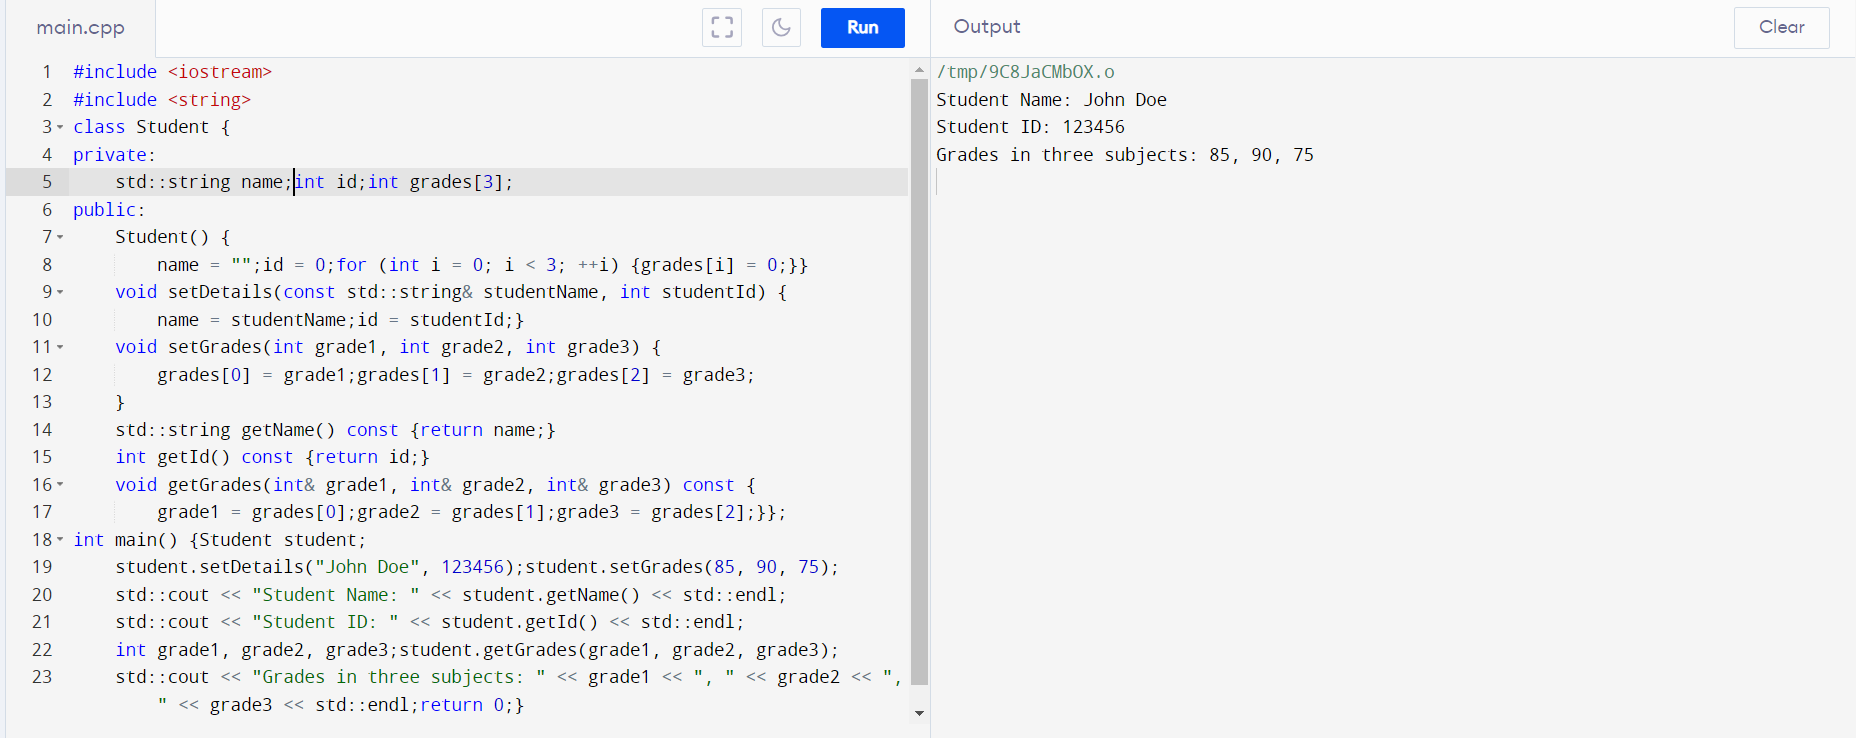 main.cpp
Run
Output
Clear
1 #include <iostream>
2 #include <string>
3 class Student {
4 private:
5     std::string name;int id;int grades[3];
6 public:
7     Student() {
8         name = "";id = 0;for (int i = 0; i < 3; ++i) {grades[i] = 0;}}
9     void setDetails(const std::string& studentName, int studentId) {
10         name = studentName;id = studentId;}
11     void setGrades(int grade1, int grade2, int grade3) {
12         grades[0] = grade1;grades[1] = grade2;grades[2] = grade3;
13     }
14     std::string getName() const {return name;}
15     int getId() const {return id;}
16     void getGrades(int& grade1, int& grade2, int& grade3) const {
17         grade1 = grades[0];grade2 = grades[1];grade3 = grades[2];}};
18 int main() {Student student;
19     student.setDetails("John Doe", 123456);student.setGrades(85, 90, 75);
20     std::cout << "Student Name: " << student.getName() << std::endl;
21     std::cout << "Student ID: " << student.getId() << std::endl;
22     int grade1, grade2, grade3;student.getGrades(grade1, grade2, grade3);
23     std::cout << "Grades in three subjects: " << grade1 << ", " << grade2 << ",
        " << grade3 << std::endl;return 0;}
/tmp/9C8JaCMbOX.o
Student Name: John Doe
Student ID: 123456
Grades in three subjects: 85, 90, 75